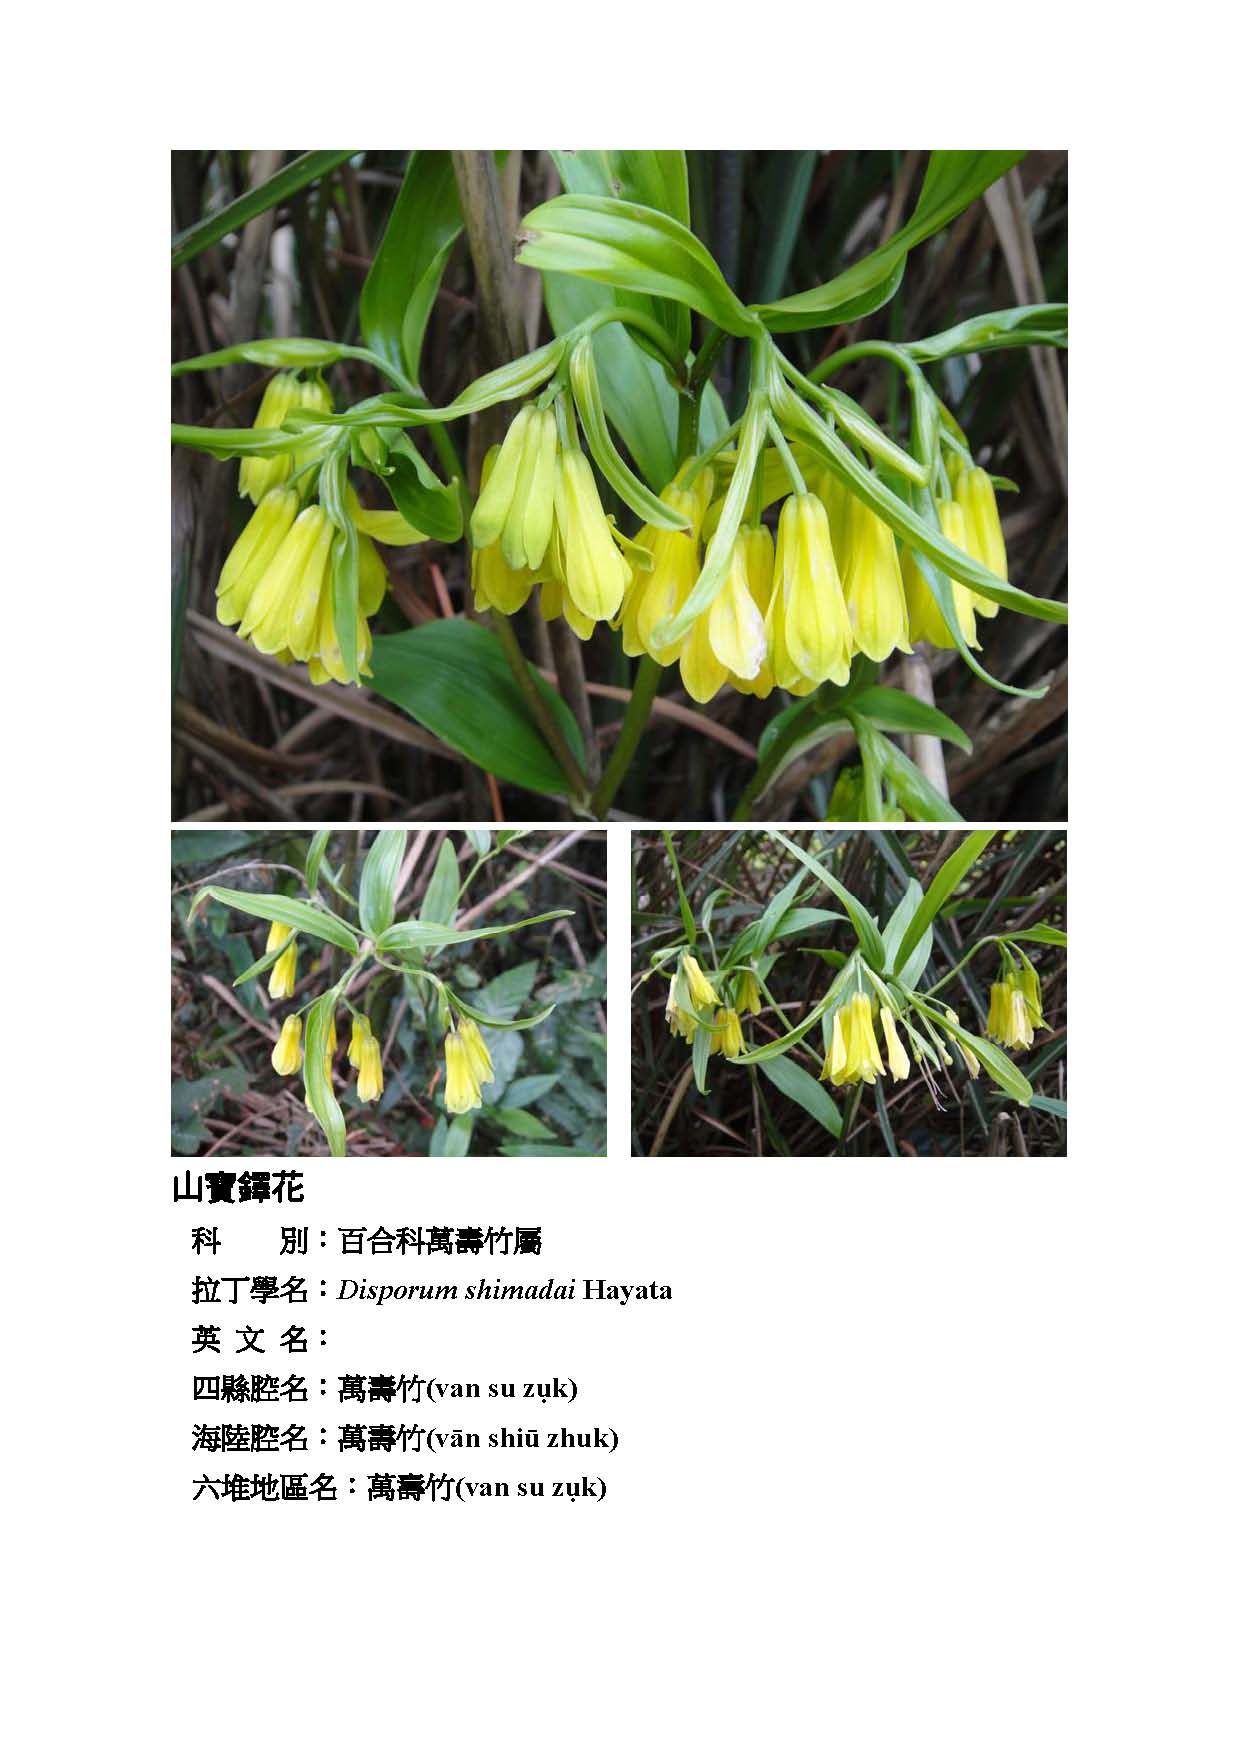 山寶鐸花
科　　別：百合科萬壽竹屬
拉丁學名：Disporum shimadai Hayata
英 文 名：
四縣腔名：萬壽竹(van su zụk)
海陸腔名：萬壽竹(vān shiū zhuk)
六堆地區名：萬壽竹(van su zụk)